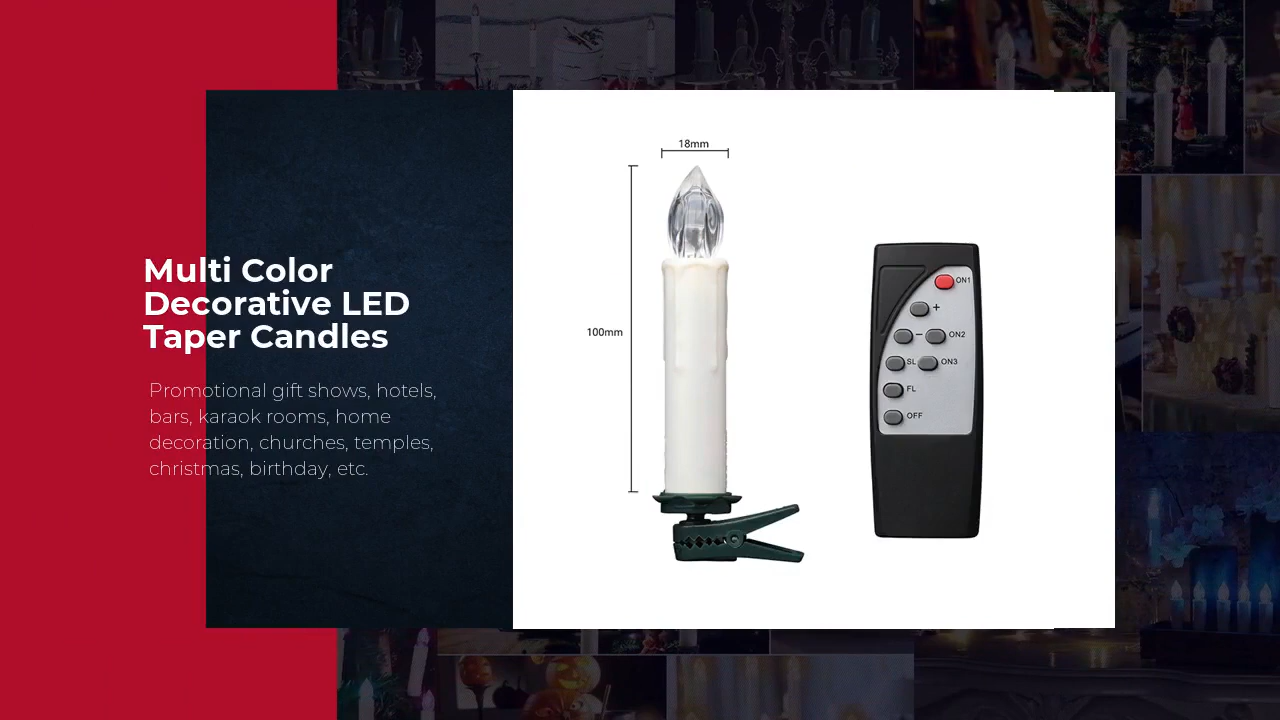 Multi Color
Decorative LED
Taper Candles
Promotional gift shows, hotels,
bars, karaok rooms, home
decoration, churches, temples,
christmas, birthday, etc.
18mm
100mm
ON1
+
− ON2
SL ON3
FL
OFF